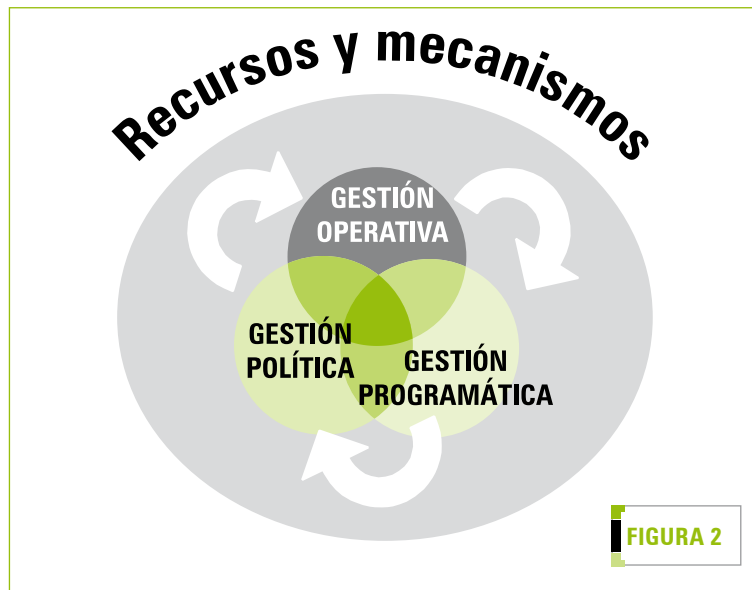 Recursos y mecanismos
GESTIÓN
OPERATIVA
GESTIÓN
POLÍTICA
GESTIÓN
PROGRAMÁTICA
FIGURA 2